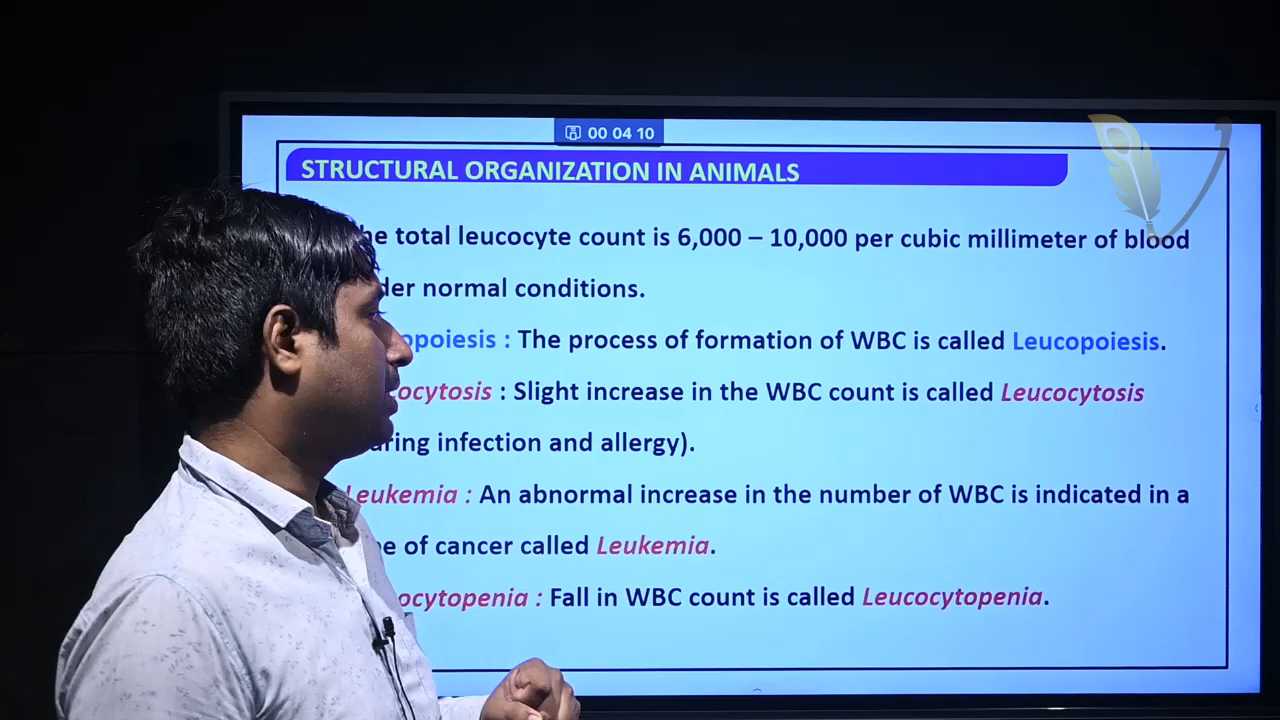 00 04 10
STRUCTURAL ORGANIZATION IN ANIMALS
he total leucocyte count is 6,000 – 10,000 per cubic millimeter of blood
der normal conditions.
opoiesis : The process of formation of WBC is called Leucopoiesis.
ocytosis : Slight increase in the WBC count is called Leucocytosis
ring infection and allergy).
Leukemia : An abnormal increase in the number of WBC is indicated in a
pe of cancer called Leukemia.
ocytopenia : Fall in WBC count is called Leucocytopenia.